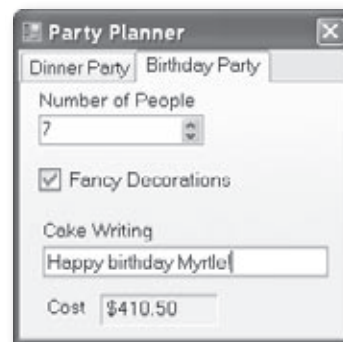 Party Planner
Dinner Party Birthday Party
Number of People
7
Fancy Decorations
Cake Writing
Happy birthday Myrtle!
Cost $410.50